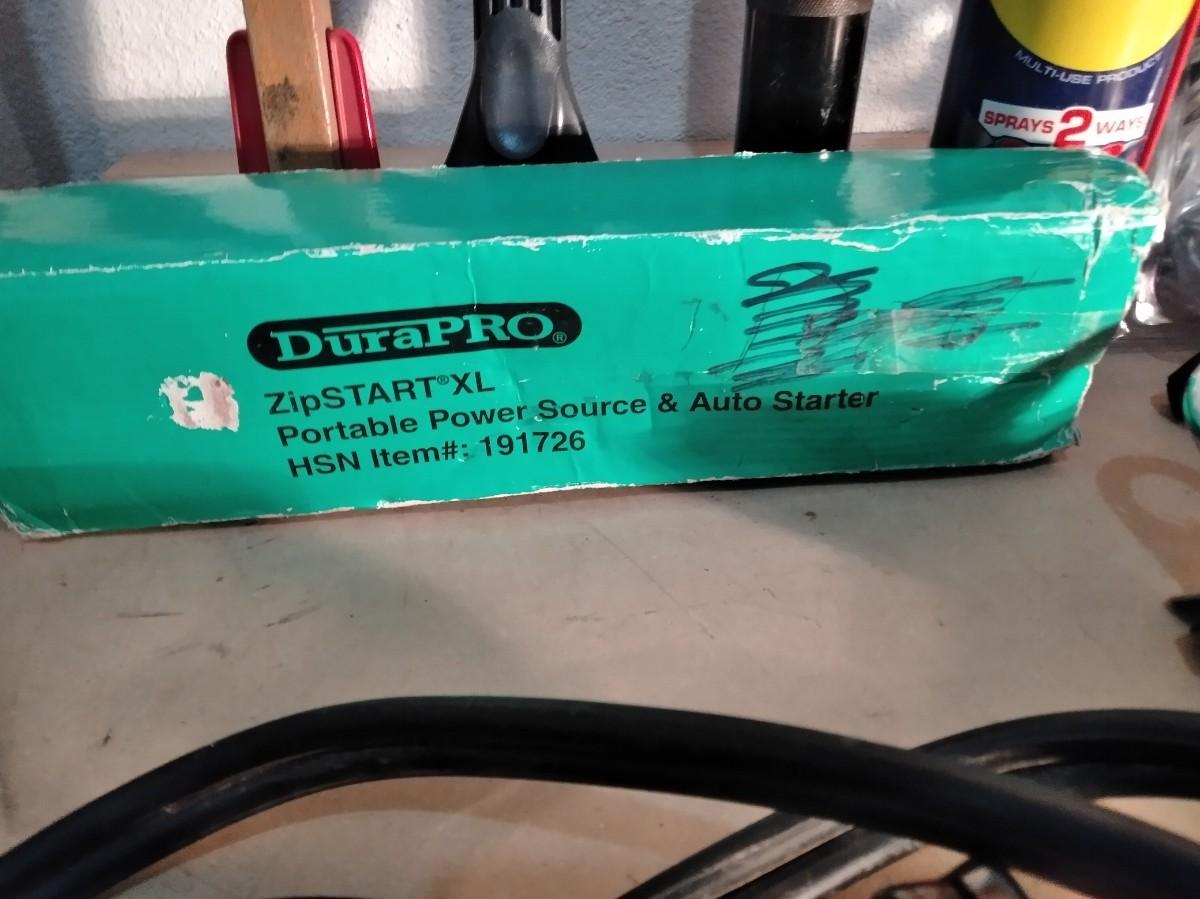 MULTI-USE PRODUCT
SPRAYS 2 WAYS
DuraPRO®
ZipSTART®XL
Portable Power Source & Auto Starter
HSN Item#: 191726